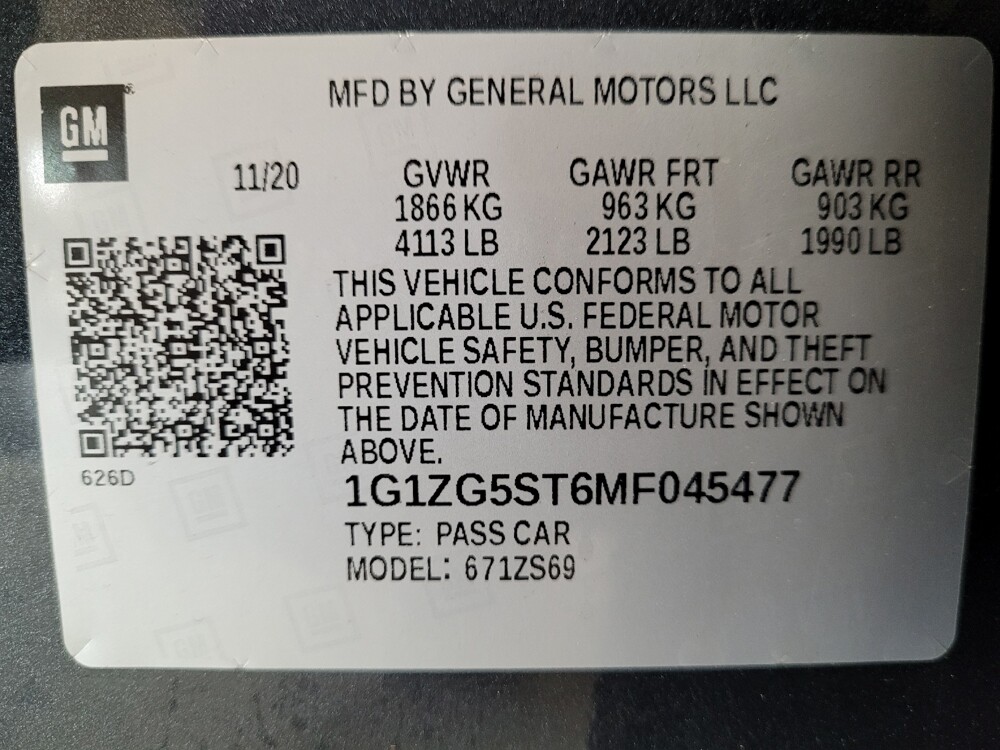 GM
MFD BY GENERAL MOTORS LLC
11/20 GVWR GAWR FRT GAWR RR
1866 KG 963 KG 903 KG
4113 LB 2123 LB 1990 LB
THIS VEHICLE CONFORMS TO ALL
APPLICABLE U.S. FEDERAL MOTOR
VEHICLE SAFETY, BUMPER, AND THEFT
PREVENTION STANDARDS IN EFFECT ON
THE DATE OF MANUFACTURE SHOWN
ABOVE.
626D
1G1ZG5ST6MF045477
TYPE: PASS CAR
MODEL: 671ZS69